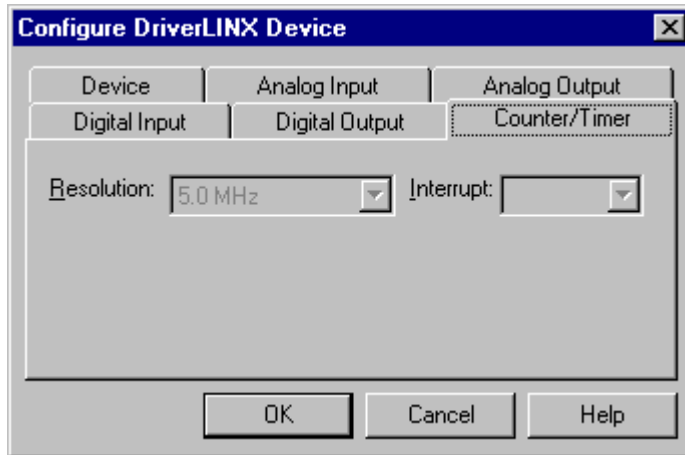 Configure DriverLINX Device
Device Analog Input Analog Output
Digital Input Digital Output Counter/Timer
Resolution: 5.0 MHz Interrupt:
OK Cancel Help